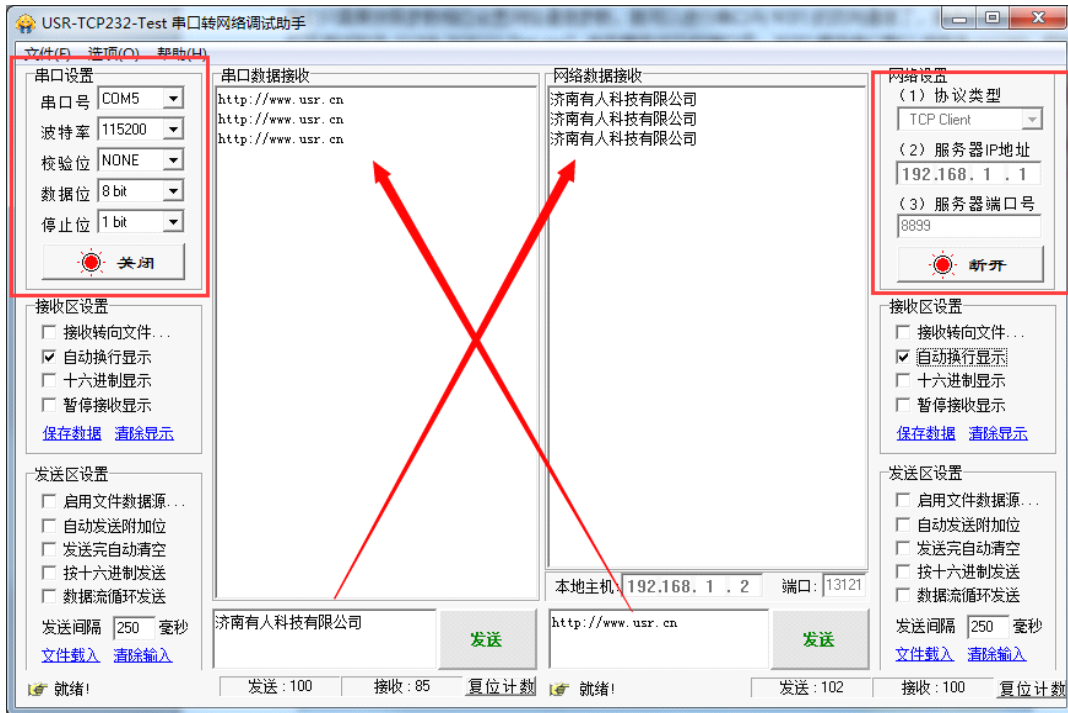 USR-TCP232-Test 串口转网络调试助手
文件(F) 选项(O) 帮助(H)
串口设置
串口号 COM5
波特率 115200
校验位 NONE
数据位 8 bit
停止位 1 bit
关闭
接收区设置
接收转向文件...
自动换行显示
十六进制显示
暂停接收显示
保存数据 清除显示
发送区设置
启用文件数据源...
自动发送附加位
发送完自动清空
按十六进制发送
数据流循环发送
发送间隔 250 毫秒
文件载入 清除输入
串口数据接收
http://www.usr.cn
http://www.usr.cn
http://www.usr.cn
济南有人科技有限公司
发送
网络数据接收
济南有人科技有限公司
济南有人科技有限公司
济南有人科技有限公司
本地主机: 192.168. 1 . 2 端口: 13121
http://www.usr.cn
发送
网络设置
(1) 协议类型
TCP Client
(2) 服务器IP地址
192.168. 1 . 1
(3) 服务器端口号
8899
断开
接收区设置
接收转向文件...
自动换行显示
十六进制显示
暂停接收显示
保存数据 清除显示
发送区设置
启用文件数据源...
自动发送附加位
发送完自动清空
按十六进制发送
数据流循环发送
发送间隔 250 毫秒
文件载入 清除输入
就绪! 发送:100 接收:85 复位计数
就绪! 发送:102 接收:100 复位计数